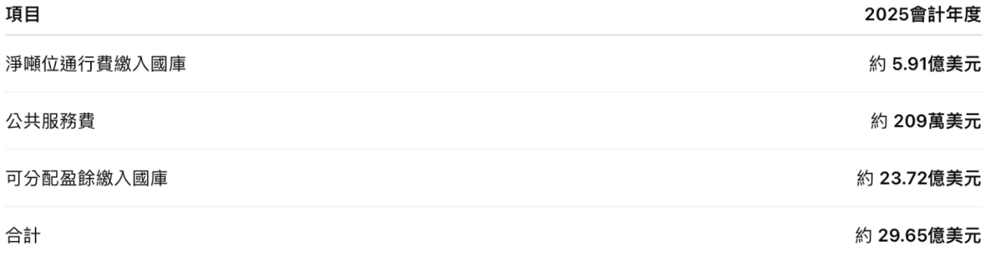 項目 2025會計年度
淨噸位通行費繳入國庫 約 5.91億美元
公共服務費 約 209萬美元
可分配盈餘繳入國庫 約 23.72億美元
合計 約 29.65億美元